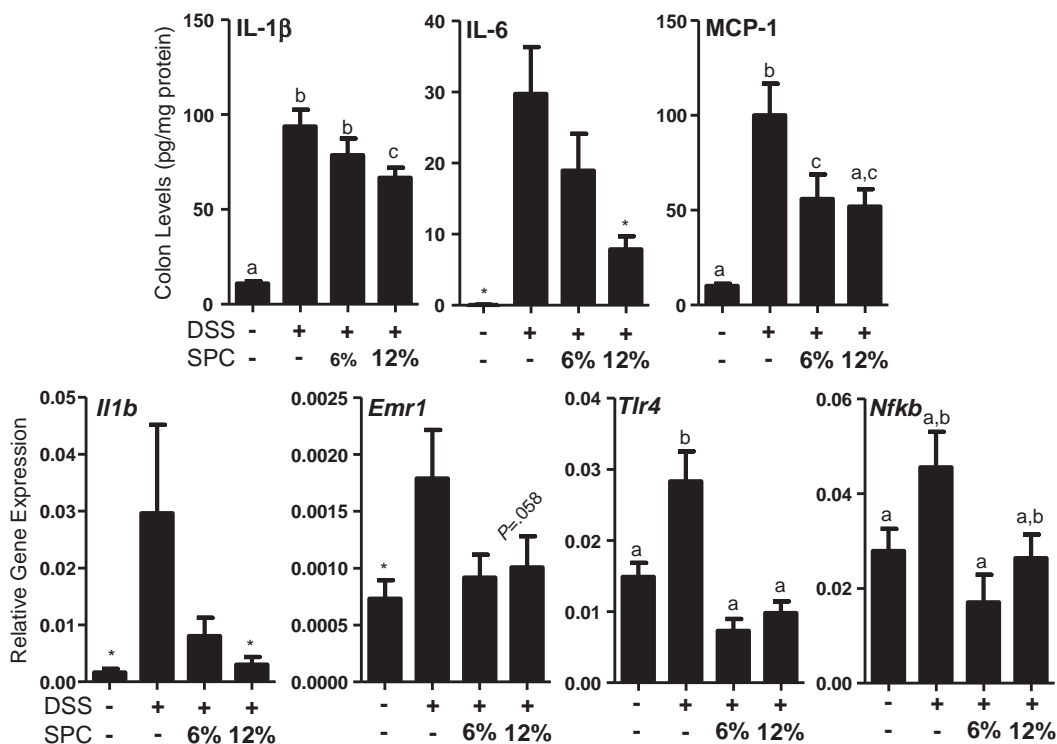 IL-1β
IL-6
MCP-1
Colon Levels (pg/mg protein)
150
100
50
0
a
b
b
c
40
30
20
10
0
*
*
150
100
50
0
a
b
c
a,c
DSS - + + + - + + + - + + +
SPC - - 6% 12% - - 6% 12% - - 6% 12%
Il1b
Emr1
Tlr4
Nfkb
Relative Gene Expression
0.05
0.04
0.03
0.02
0.01
0.00
*
*
0.0025
0.0020
0.0015
0.0010
0.0005
0.0000
*
P=.058
0.04
0.03
0.02
0.01
0.00
a
b
a
a
0.06
0.04
0.02
0.00
a
a,b
a
a,b
DSS - + + + - + + + - + + + - + + +
SPC - - 6% 12% - - 6% 12% - - 6% 12% - - 6% 12%